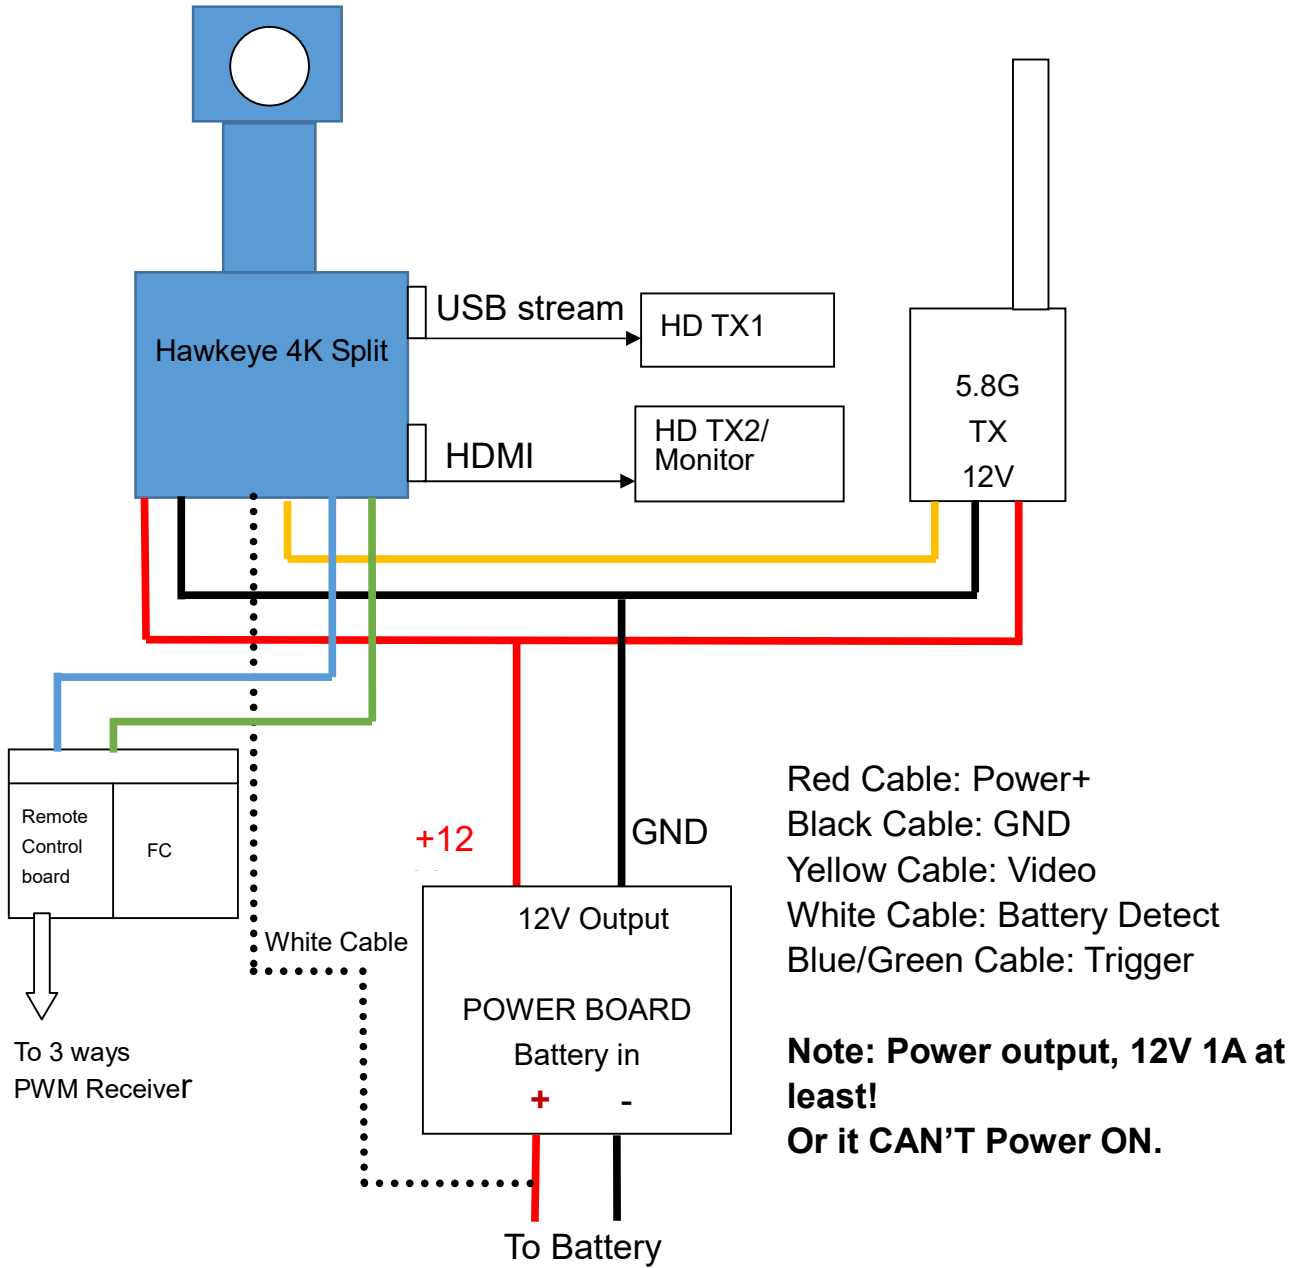 Hawkeye 4K Split
USB stream
HD TX1
HDMI
HD TX2/
Monitor
5.8G
TX
12V
Remote
Control
board
FC
To 3 ways
PWM Receiver
White Cable
+12
GND
12V Output
POWER BOARD
Battery in
+ -
To Battery
Red Cable: Power+
Black Cable: GND
Yellow Cable: Video
White Cable: Battery Detect
Blue/Green Cable: Trigger
Note: Power output, 12V 1A at
least!
Or it CAN’T Power ON.